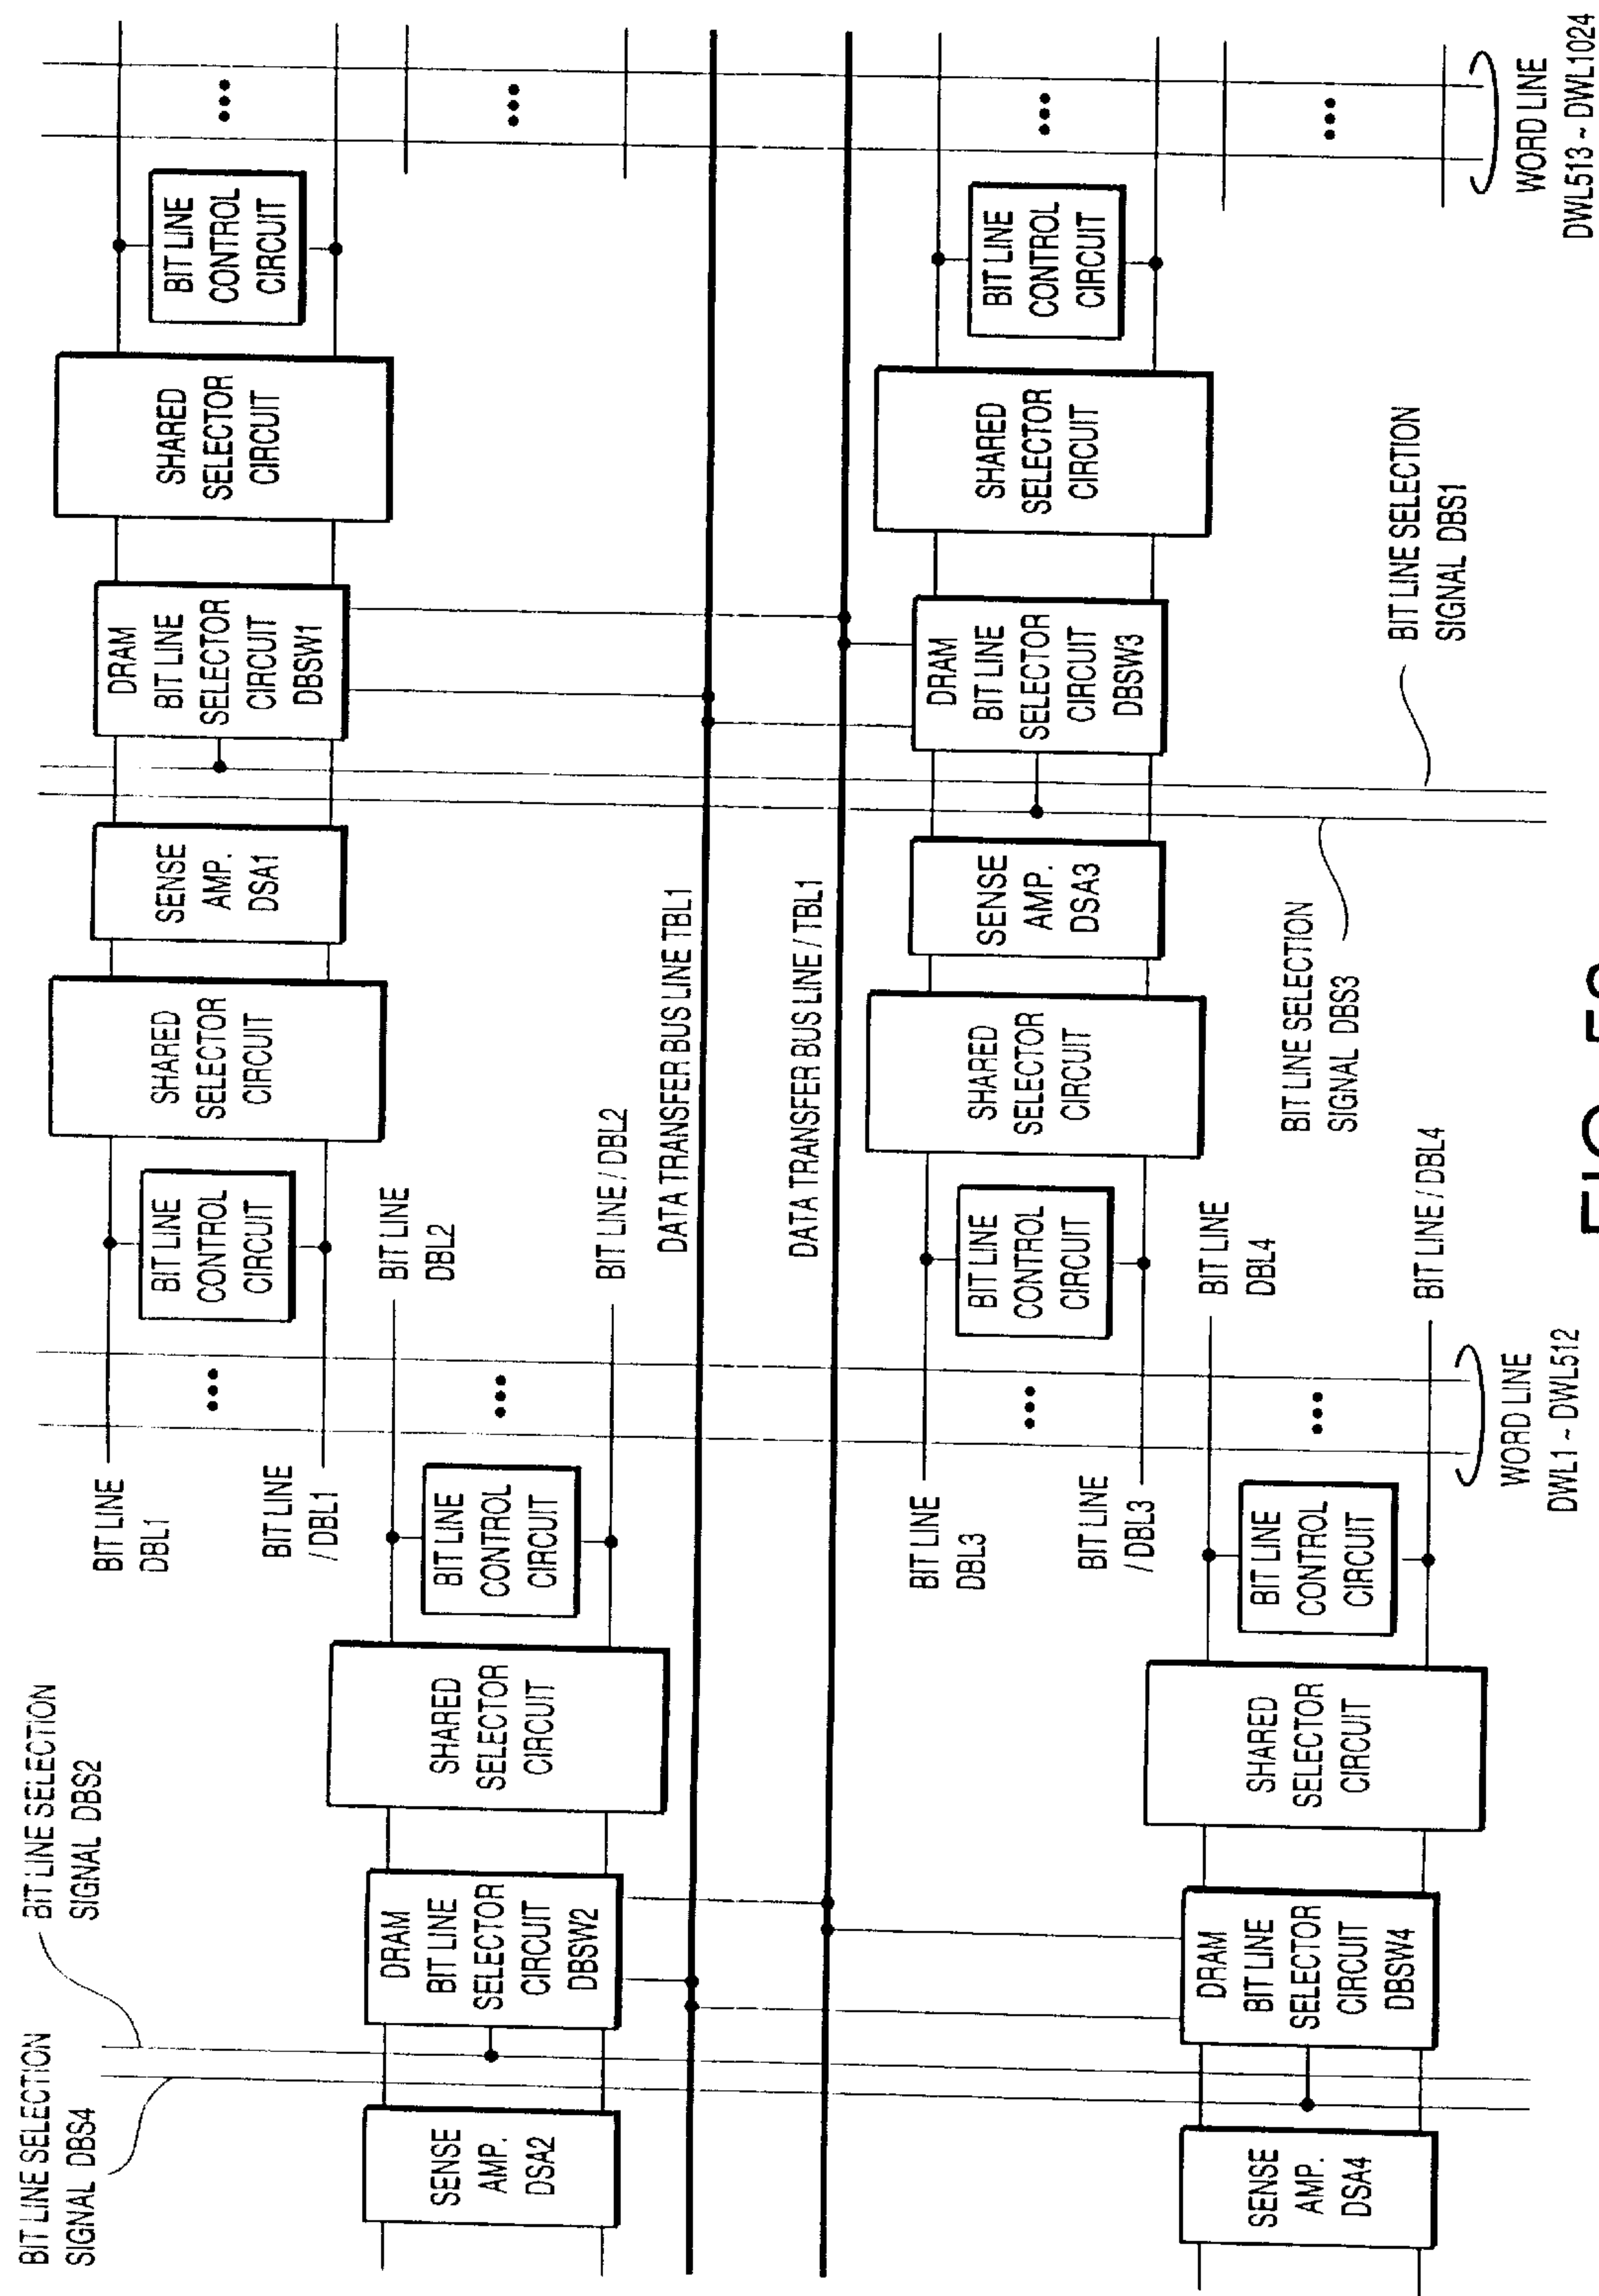 BIT LINE SELECTION
SIGNAL DBS4
BIT LINE SELECTION
SIGNAL DBS2
BIT LINE
DBL1
BIT LINE
/DBL1
BIT LINE
CONTROL
CIRCUIT
SHARED
SELECTOR
CIRCUIT
SENSE
AMP.
DSA1
DRAM
BIT LINE
SELECTOR
CIRCUIT
DBSW1
SHARED
SELECTOR
CIRCUIT
BIT LINE
CONTROL
CIRCUIT
SENSE
AMP.
DSA2
DRAM
BIT LINE
SELECTOR
CIRCUIT
DBSW2
SHARED
SELECTOR
CIRCUIT
BIT LINE
CONTROL
CIRCUIT
BIT LINE
DBL2
BIT LINE / DBL2
DATA TRANSFER BUS LINE TBL1
DATA TRANSFER BUS LINE / TBL1
BIT LINE
DBL3
BIT LINE
/ DBL3
BIT LINE
CONTROL
CIRCUIT
SHARED
SELECTOR
CIRCUIT
SENSE
AMP.
DSA3
DRAM
BIT LINE
SELECTOR
CIRCUIT
DBSW3
SHARED
SELECTOR
CIRCUIT
BIT LINE
CONTROL
CIRCUIT
SENSE
AMP.
DSA4
DRAM
BIT LINE
SELECTOR
CIRCUIT
DBSW4
SHARED
SELECTOR
CIRCUIT
BIT LINE
CONTROL
CIRCUIT
BIT LINE
DBL4
BIT LINE / DBL4
BIT LINE SELECTION
SIGNAL DBS3
BIT LINE SELECTION
SIGNAL DBS1
WORD LINE
DWL1 ~ DWL512
WORD LINE
DWL513 ~ DWL1024
FIG.